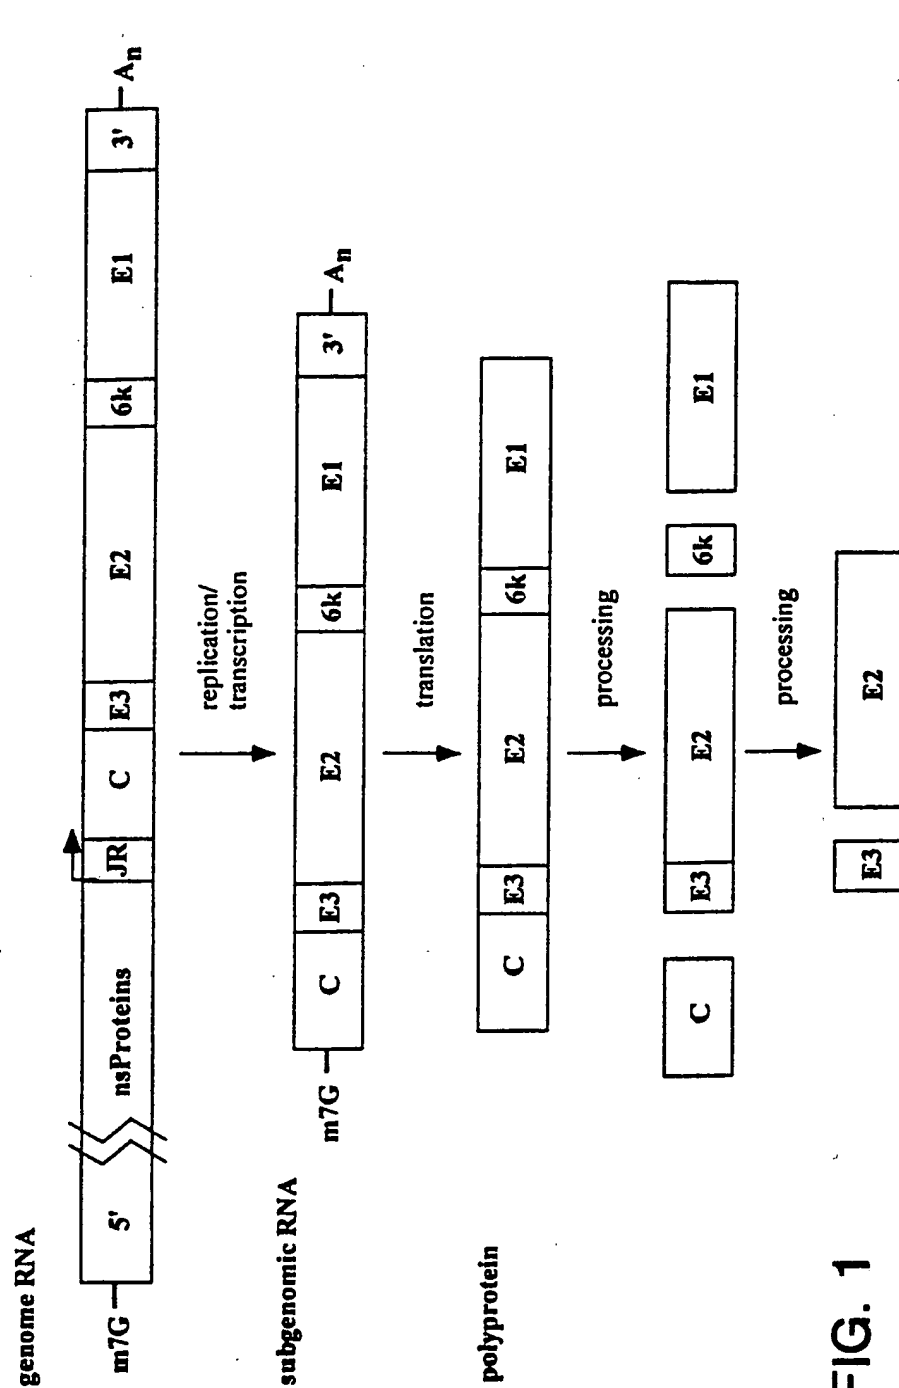 genome RNA
m7G 5' nsProteins JR C E3 E2 6k E1 3' An
replication/
transcription
subgenomic RNA
m7G C E3 E2 6k E1 3' An
translation
polyprotein
C E3 E2 6k E1
processing
C E3 E2 6k E1
processing
E3 E2
FIG. 1